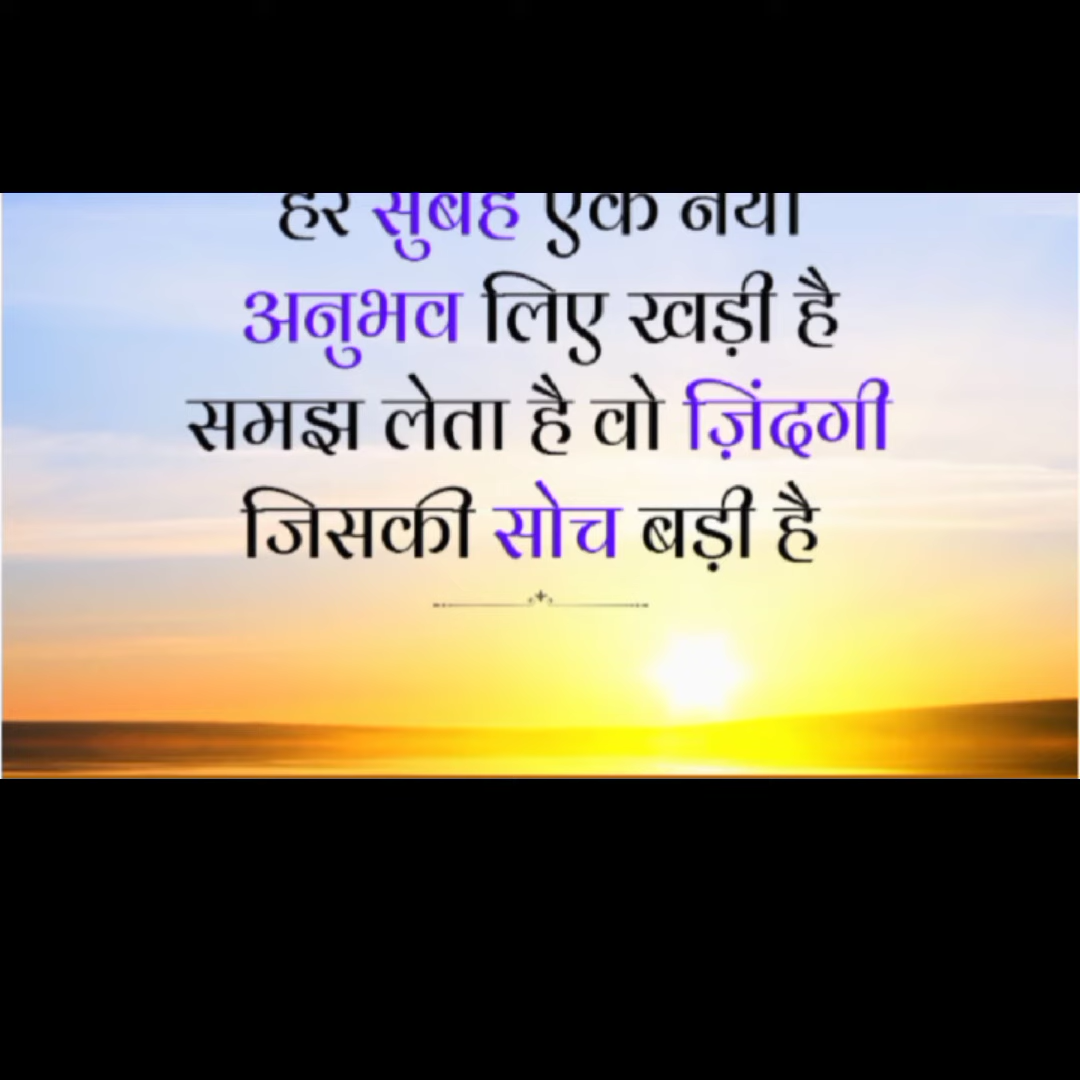 हर सुबह एक नया
अनुभव लिए खड़ी है
समझ लेता है वो ज़िंदगी
जिसकी सोच बड़ी है